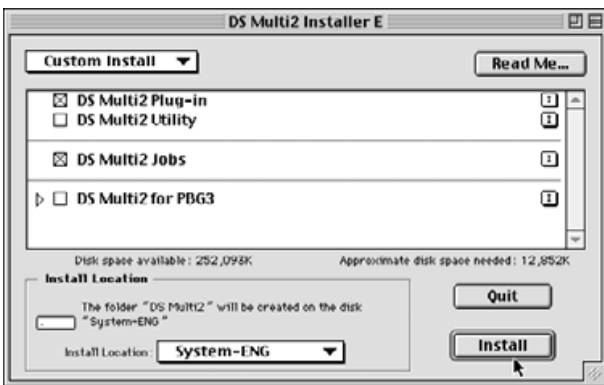 DS Multi2 Installer E
Custom Install
Read Me...
DS Multi2 Plug-in
DS Multi2 Utility
DS Multi2 Jobs
DS Multi2 for PBG3
Disk space available: 252,093K Approximate disk space needed: 12,852K
Install Location
The folder "DS Multi2" will be created on the disk
"System-ENG"
Quit
Install Location: System-ENG
Install